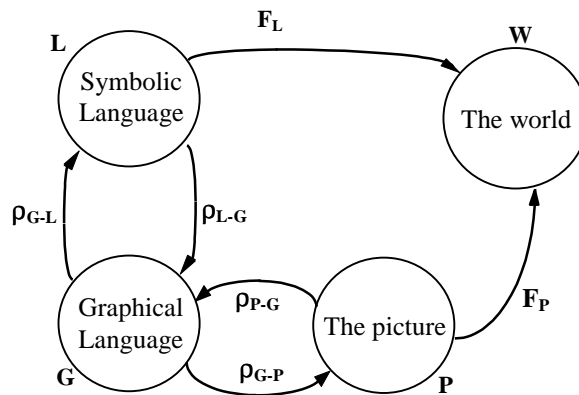 L
F_L
W
Symbolic
Language
The world
ρ_G-L
ρ_L-G
Graphical
Language
ρ_P-G
The picture
F_P
ρ_G-P
G
P